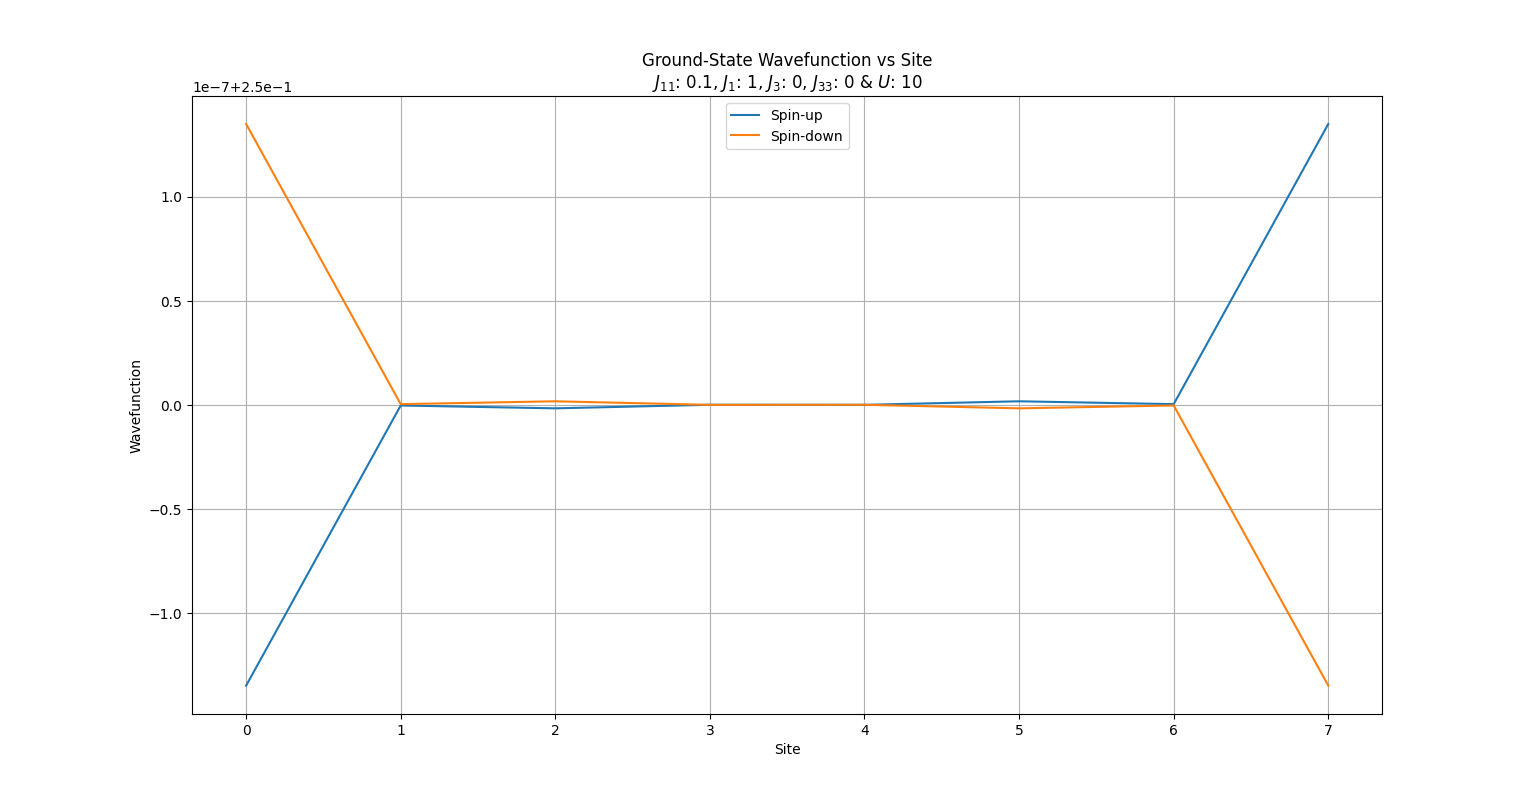 Ground-State Wavefunction vs Site
J₁₁: 0.1, J₁: 1, J₃: 0, J₃₃: 0 & U: 10
1e−7+2.5e−1
Spin-up
Spin-down
1.0
0.5
0.0
−0.5
−1.0
Wavefunction
0 1 2 3 4 5 6 7
Site